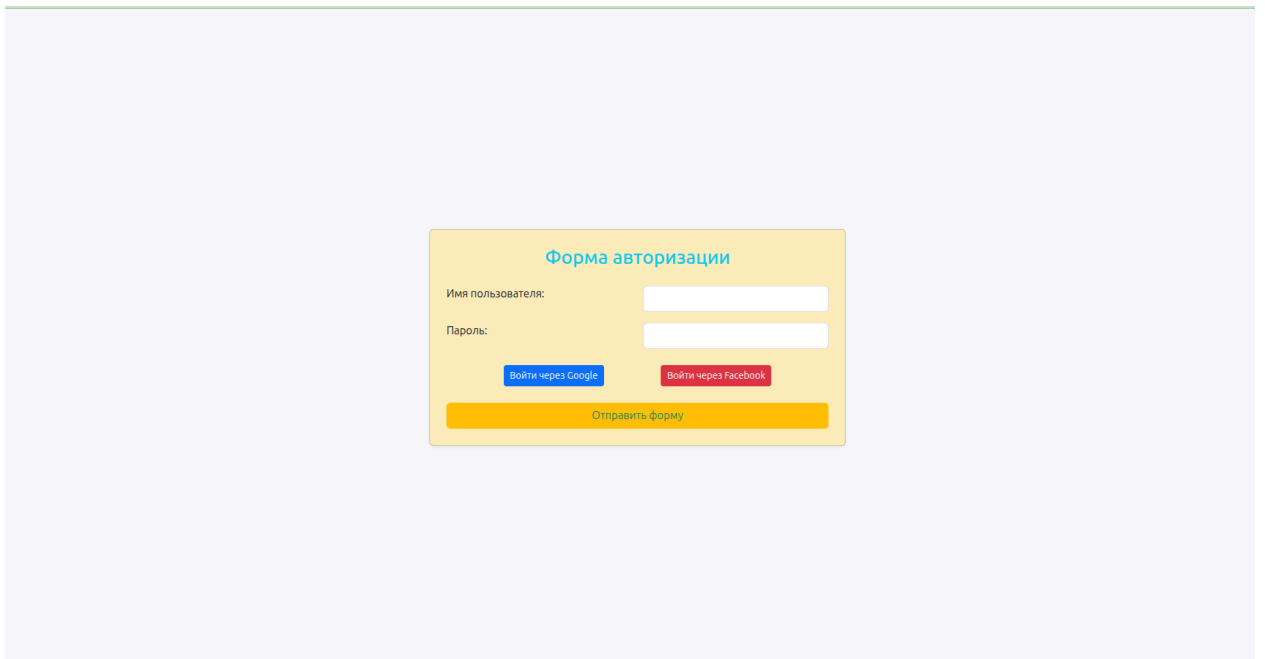 Форма авторизации
Имя пользователя:
Пароль:
Войти через Google
Войти через Facebook
Отправить форму